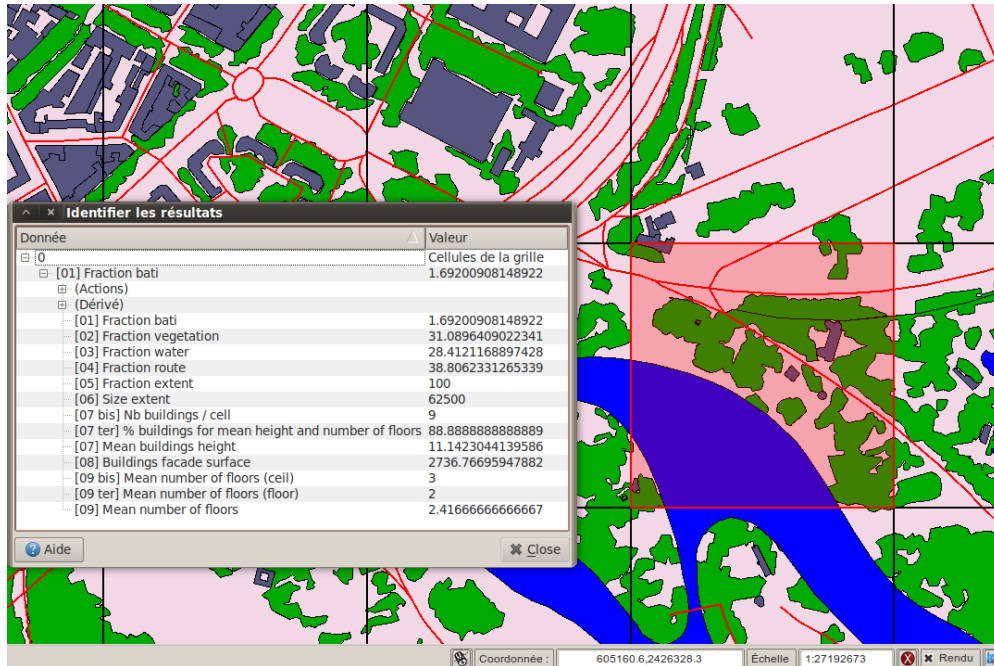 Identifier les résultats
Donnée Valeur
0 Cellules de la grille
[01] Fraction bati 1.69200908148922
(Actions)
(Dérivé)
[01] Fraction bati 1.69200908148922
[02] Fraction vegetation 31.0896409022341
[03] Fraction water 28.4121168897428
[04] Fraction route 38.8062331265339
[05] Fraction extent 100
[06] Size extent 62500
[07 bis] Nb buildings / cell 9
[07 ter] % buildings for mean height and number of floors 88.8888888888889
[07] Mean buildings height 11.1423044139586
[08] Buildings facade surface 2736.76695947882
[09 bis] Mean number of floors (ceil) 3
[09 ter] Mean number of floors (floor) 2
[09] Mean number of floors 2.41666666666667
Aide Close
Coordonnée : 605160.6,2426328.3 Échelle 1:27192673 Rendu